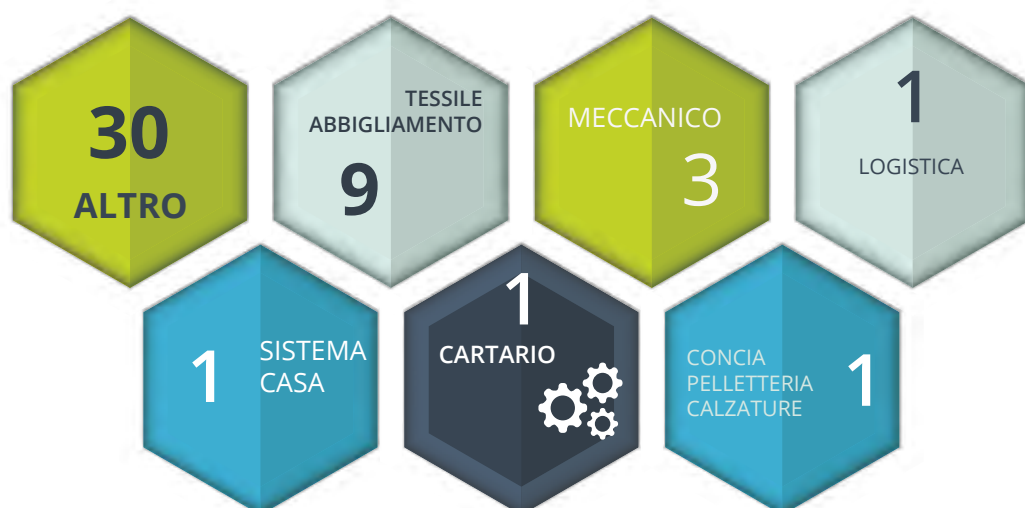 30
ALTRO
TESSILE
ABBIGLIAMENTO
9
MECCANICO
3
1
LOGISTICA
1
SISTEMA
CASA
1
CARTARIO
CONCIA
PELLETTERIA
CALZATURE
1